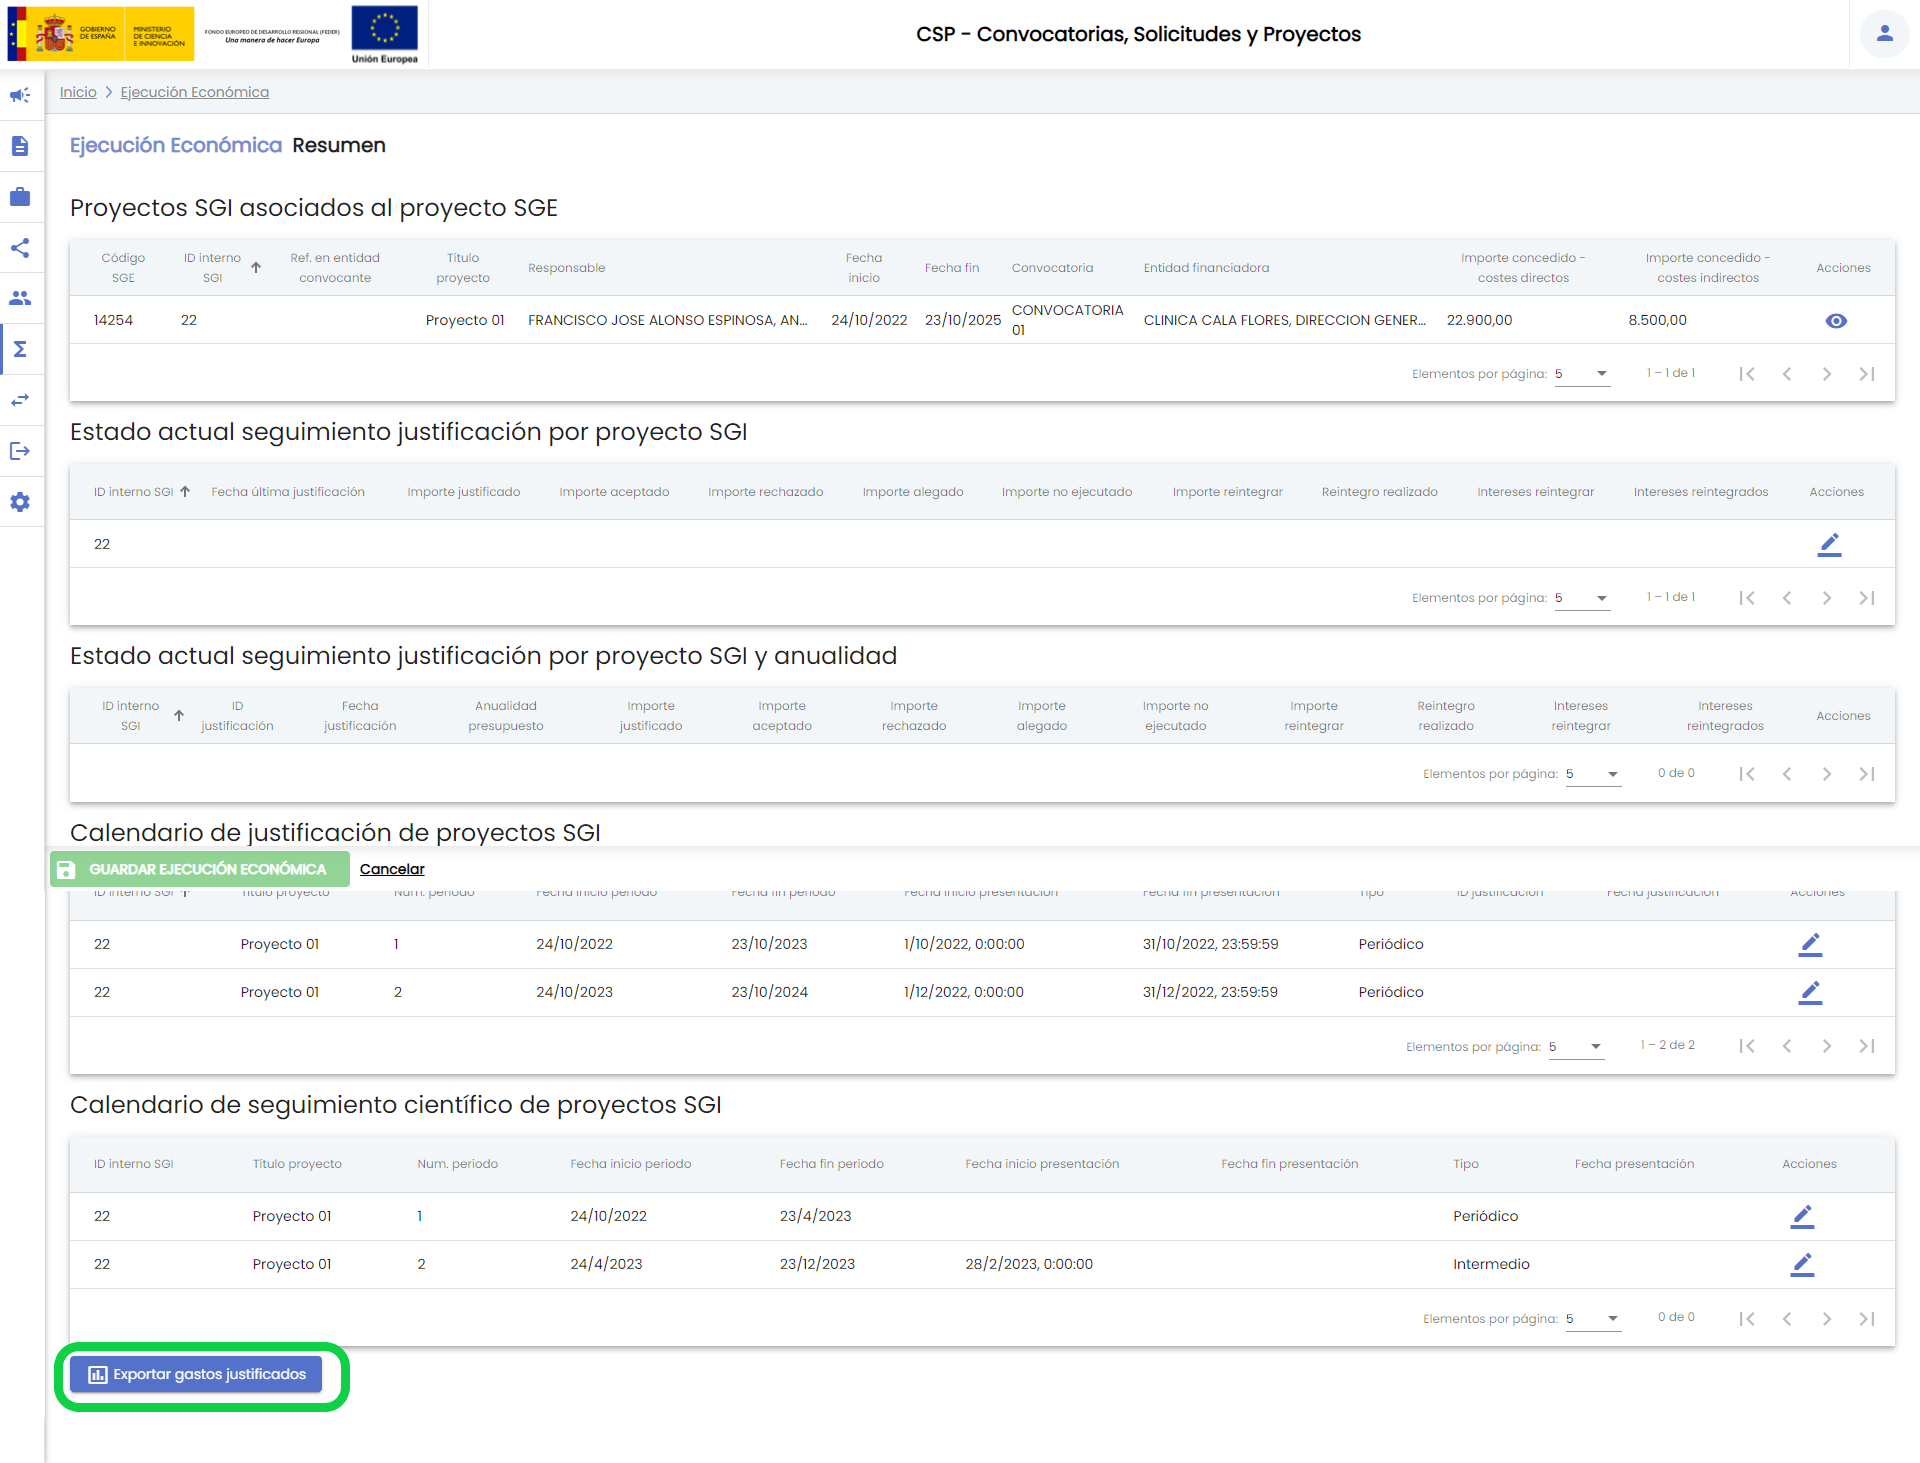 GOBIERNO
DE ESPAÑA
MINISTERIO
DE CIENCIA
E INNOVACIÓN
FONDO EUROPEO DE DESARROLLO REGIONAL (FEDER)
Una manera de hacer Europa
Unión Europea
CSP - Convocatorias, Solicitudes y Proyectos
Inicio > Ejecución Económica
Ejecución Económica Resumen
Proyectos SGI asociados al proyecto SGE
Código SGE ID interno SGI Ref. en entidad convocante Título proyecto Responsable Fecha inicio Fecha fin Convocatoria Entidad financiadora Importe concedido - costes directos Importe concedido - costes indirectos Acciones
14254 22 Proyecto 01 FRANCISCO JOSE ALONSO ESPINOSA, AN... 24/10/2022 23/10/2025 CONVOCATORIA 01 CLINICA CALA FLORES, DIRECCION GENER... 22.900,00 8.500,00
Elementos por página: 5 1 – 1 de 1
Estado actual seguimiento justificación por proyecto SGI
ID interno SGI Fecha última justificación Importe justificado Importe aceptado Importe rechazado Importe alegado Importe no ejecutado Importe reintegrar Reintegro realizado Intereses reintegrar Intereses reintegrados Acciones
22
Elementos por página: 5 1 – 1 de 1
Estado actual seguimiento justificación por proyecto SGI y anualidad
ID interno SGI ID justificación Fecha justificación Anualidad presupuesto Importe justificado Importe aceptado Importe rechazado Importe alegado Importe no ejecutado Importe reintegrar Reintegro realizado Intereses reintegrar Intereses reintegrados Acciones
Elementos por página: 5 0 de 0
Calendario de justificación de proyectos SGI
GUARDAR EJECUCIÓN ECONÓMICA Cancelar
ID interno SGI Título proyecto Num. periodo Fecha inicio periodo Fecha fin periodo Fecha inicio presentación Fecha fin presentación Tipo ID justificación Fecha justificación Acciones
22 Proyecto 01 1 24/10/2022 23/10/2023 1/10/2022, 0:00:00 31/10/2022, 23:59:59 Periódico
22 Proyecto 01 2 24/10/2023 23/10/2024 1/12/2022, 0:00:00 31/12/2022, 23:59:59 Periódico
Elementos por página: 5 1 – 2 de 2
Calendario de seguimiento científico de proyectos SGI
ID interno SGI Título proyecto Num. periodo Fecha inicio periodo Fecha fin periodo Fecha inicio presentación Fecha fin presentación Tipo Fecha presentación Acciones
22 Proyecto 01 1 24/10/2022 23/4/2023 Periódico
22 Proyecto 01 2 24/4/2023 23/12/2023 28/2/2023, 0:00:00 Intermedio
Elementos por página: 5 0 de 0
Exportar gastos justificados